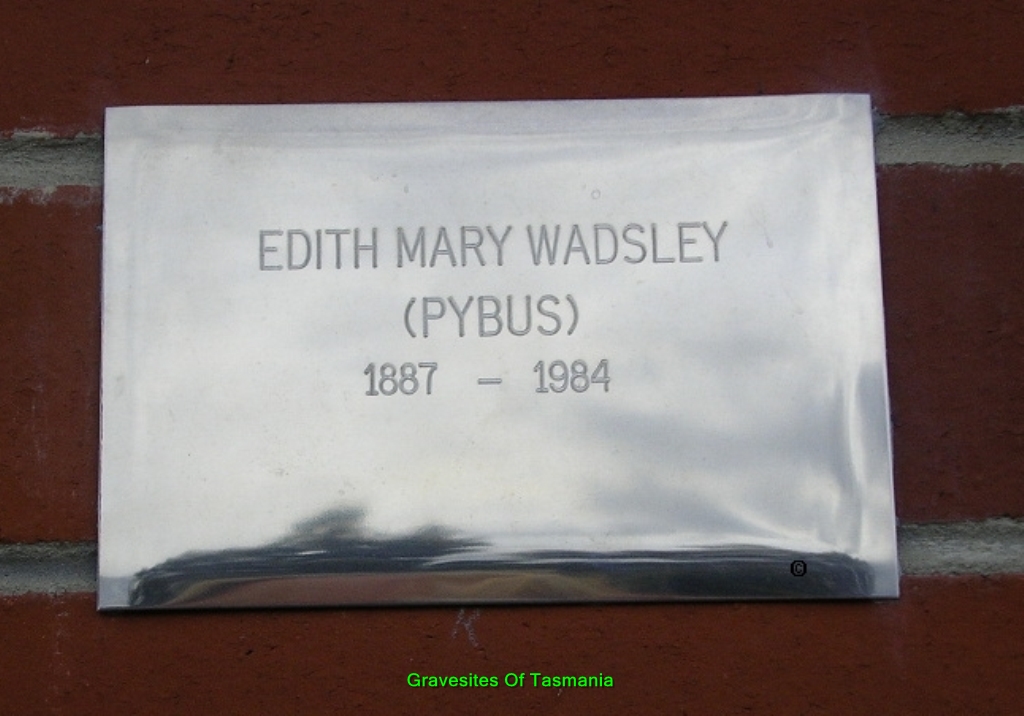 EDITH MARY WADSLEY
(PYBUS)
1887 – 1984
©
Gravesites Of Tasmania